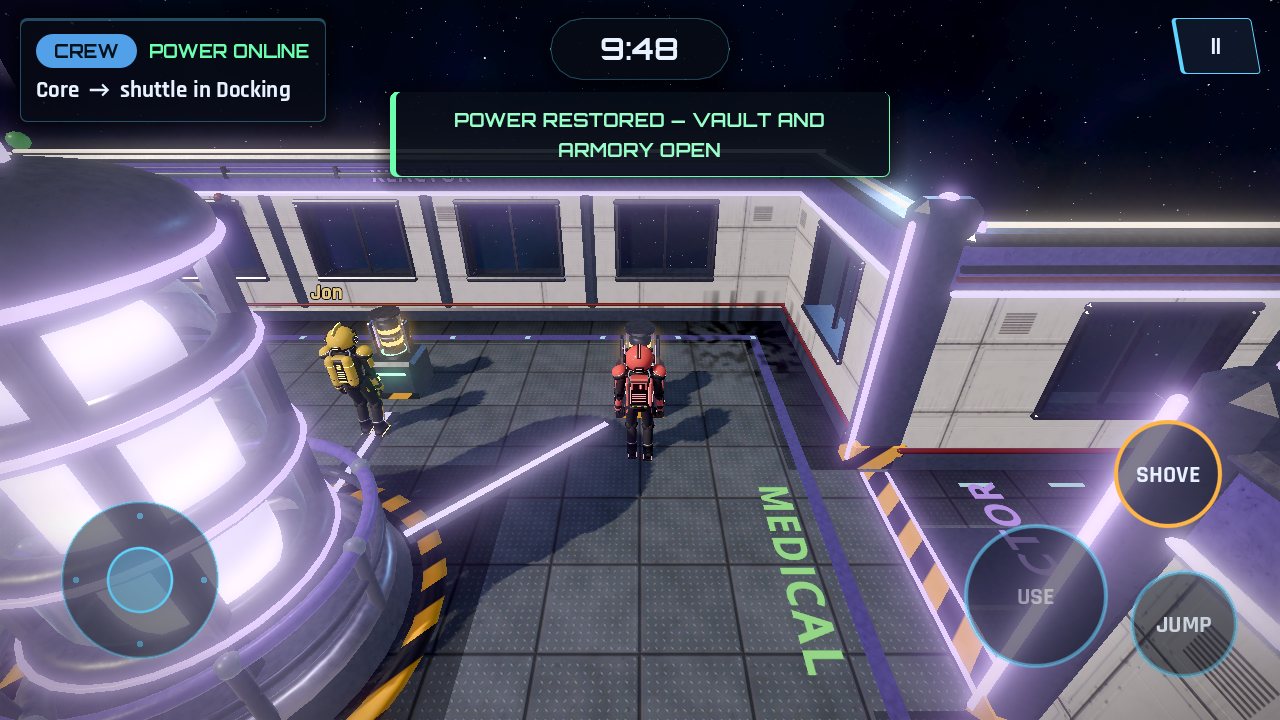 CREW POWER ONLINE
Core → shuttle in Docking
9:48
POWER RESTORED – VAULT AND
ARMORY OPEN
REACTOR
Jon
MEDICAL
SHOVE
USE
JUMP